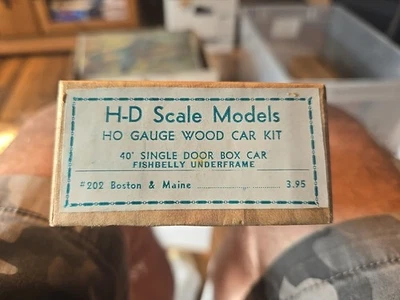 H-D Scale Models
HO GAUGE WOOD CAR KIT
40' SINGLE DOOR BOX CAR
FISHBELLY UNDERFRAME
#202 Boston & Maine ........................ 3.95